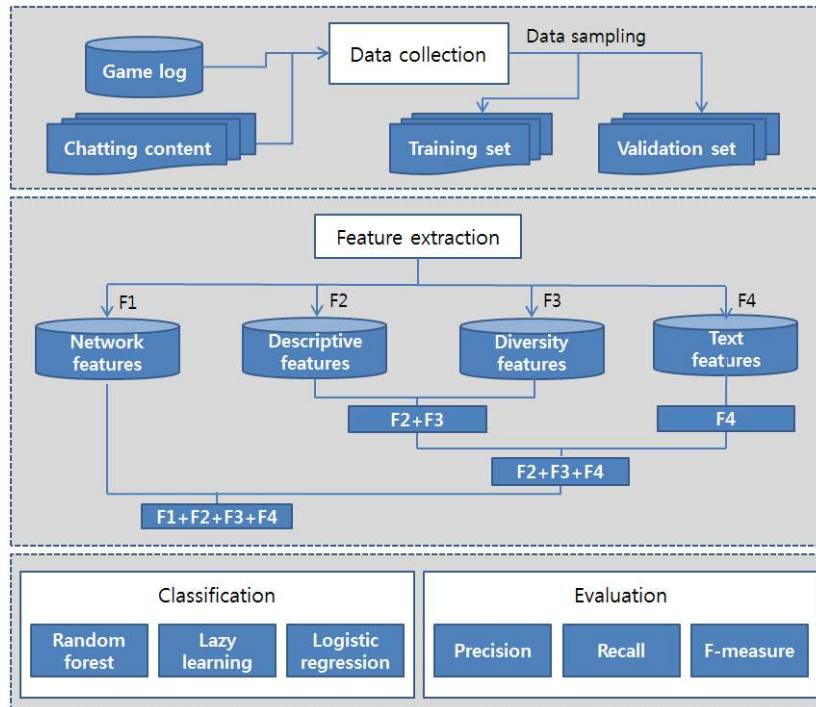 Game log
Data collection
Data sampling
Chatting content
Training set
Validation set
Feature extraction
F1
F2
F3
F4
Network
features
Descriptive
features
Diversity
features
Text
features
F2+F3
F4
F2+F3+F4
F1+F2+F3+F4
Classification
Random
forest
Lazy
learning
Logistic
regression
Evaluation
Precision
Recall
F-measure